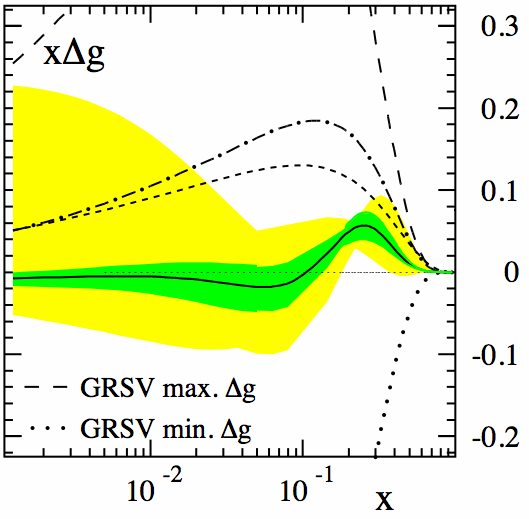 xΔg
0.3
0.2
0.1
0
-0.1
-0.2
GRSV max. Δg
GRSV min. Δg
10⁻² 10⁻¹ x